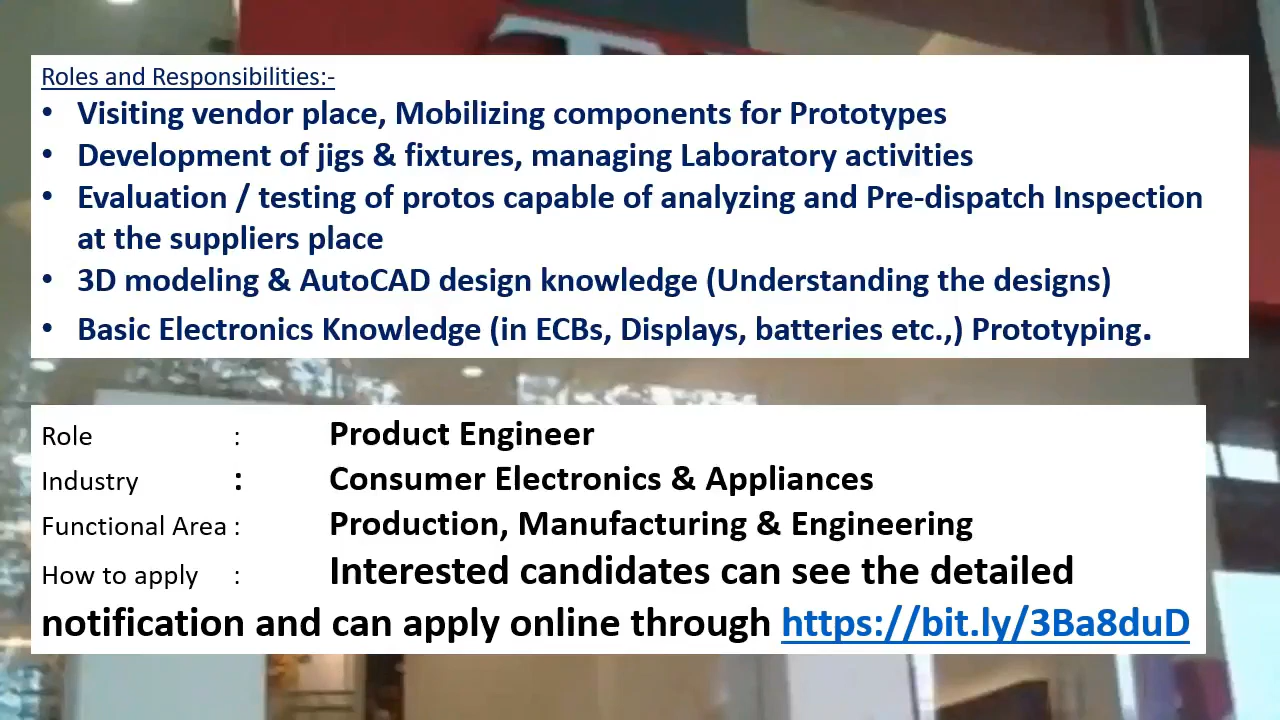 Roles and Responsibilities:-
• Visiting vendor place, Mobilizing components for Prototypes
• Development of jigs & fixtures, managing Laboratory activities
• Evaluation / testing of protos capable of analyzing and Pre-dispatch Inspection
at the suppliers place
• 3D modeling & AutoCAD design knowledge (Understanding the designs)
• Basic Electronics Knowledge (in ECBs, Displays, batteries etc.,) Prototyping.
Role : Product Engineer
Industry : Consumer Electronics & Appliances
Functional Area : Production, Manufacturing & Engineering
How to apply : Interested candidates can see the detailed
notification and can apply online through https://bit.ly/3Ba8duD